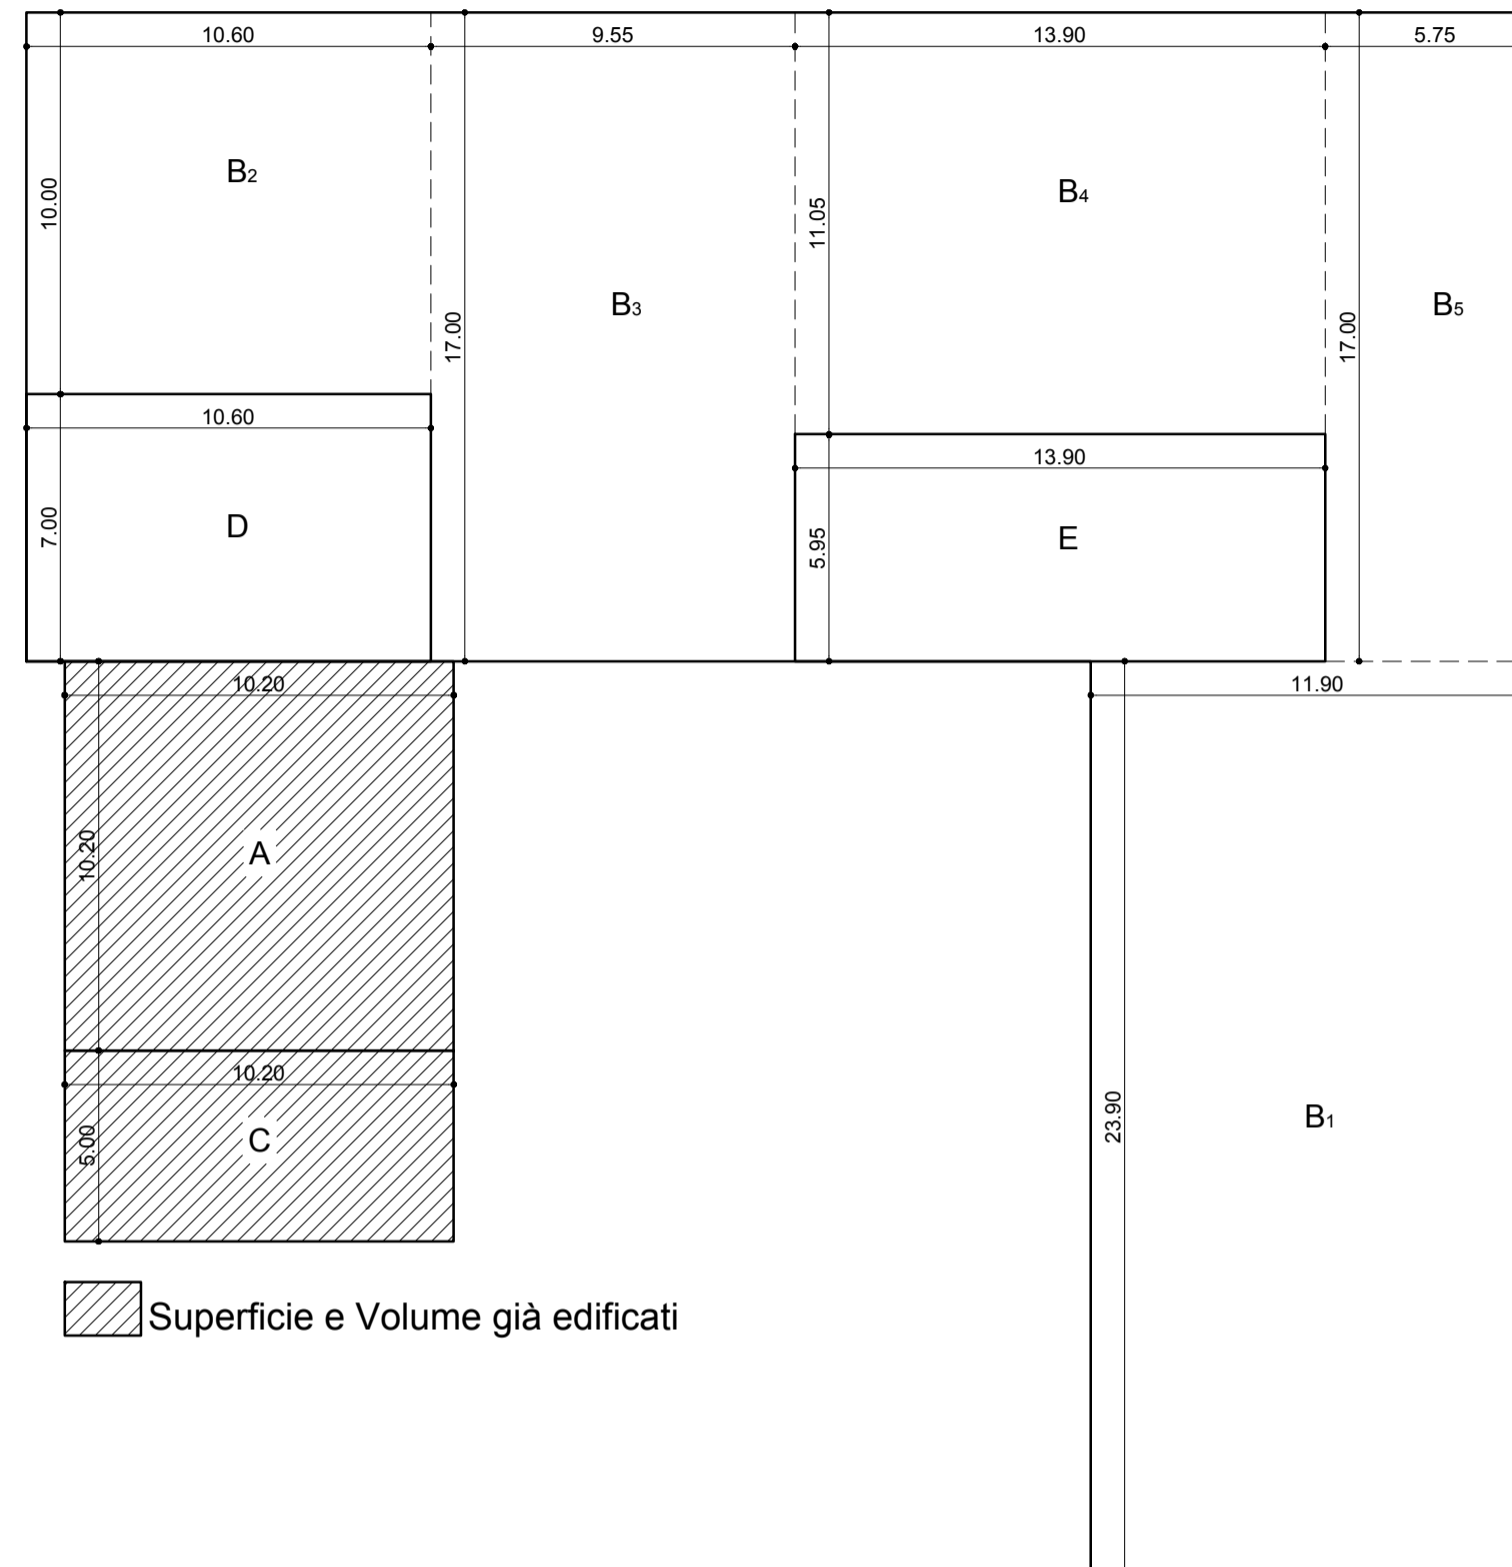 10.60 9.55 13.90 5.75
10.00
B2
11.05
B4
17.00
B3
17.00
B5
10.60
13.90
7.00
D
5.95
E
10.20
11.90
10.20
A
10.20
5.00
C
23.90
B1
Superficie e Volume già edificati